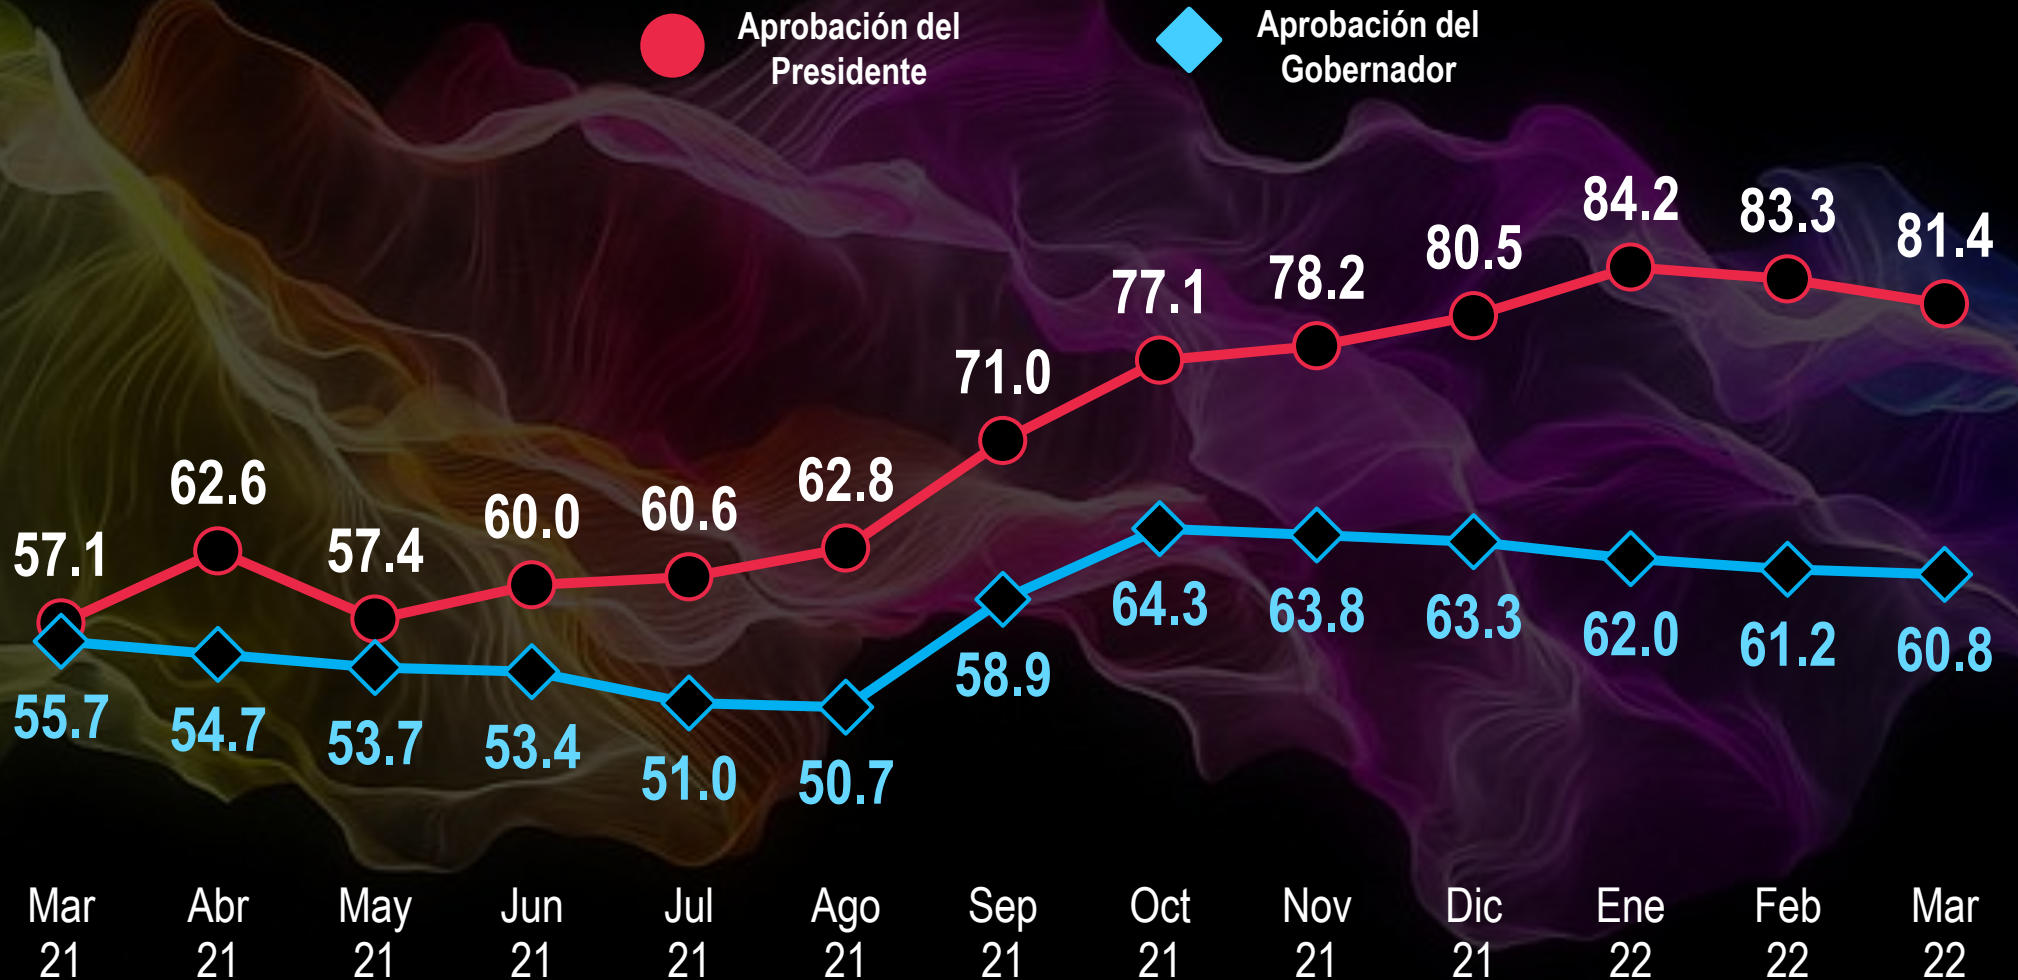 Aprobación del
Presidente
Aprobación del
Gobernador
57.1
62.6
57.4
60.0
60.6
62.8
71.0
77.1
78.2
80.5
84.2
83.3
81.4
55.7
54.7
53.7
53.4
51.0
50.7
58.9
64.3
63.8
63.3
62.0
61.2
60.8
Mar
21
Abr
21
May
21
Jun
21
Jul
21
Ago
21
Sep
21
Oct
21
Nov
21
Dic
21
Ene
22
Feb
22
Mar
22